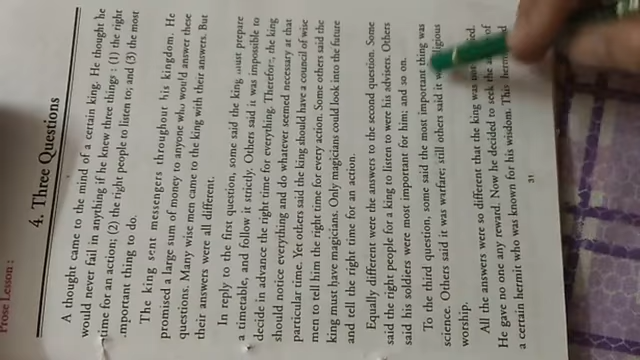 Prose Lesson :
4. Three Questions
A thought came to the mind of a certain king. He thought he
would never fail in anything if he knew three things : (1) the right
time for an action; (2) the right people to listen to; and (3) the most
important thing to do.
The king sent messengers throughout his kingdom. He
promised a large sum of money to anyone who would answer these
questions. Many wise men came to the king with their answers. But
their answers were all different.
In reply to the first question, some said the king must prepare
a timetable, and follow it strictly. Others said it was impossible to
decide in advance the right time for everything. Therefore, the king
should notice everything and do whatever seemed necessary at that
particular time. Yet others said the king should have a council of wise
men to tell him the right time for every action. Some others said the
king must have magicians. Only magicians could look into the future
and tell the right time for an action.
Equally different were the answers to the second question. Some
said the right people for a king to listen to were his advisers. Others
said his soldiers were most important for him; and so on.
To the third question, some said the most important thing was
science. Others said it was warfare; still others said it religious
worship.
All the answers were so different that the king was
He gave no one any reward. Now he decided to seek the of
a certain hermit who was known for his wisdom. This hermit
31